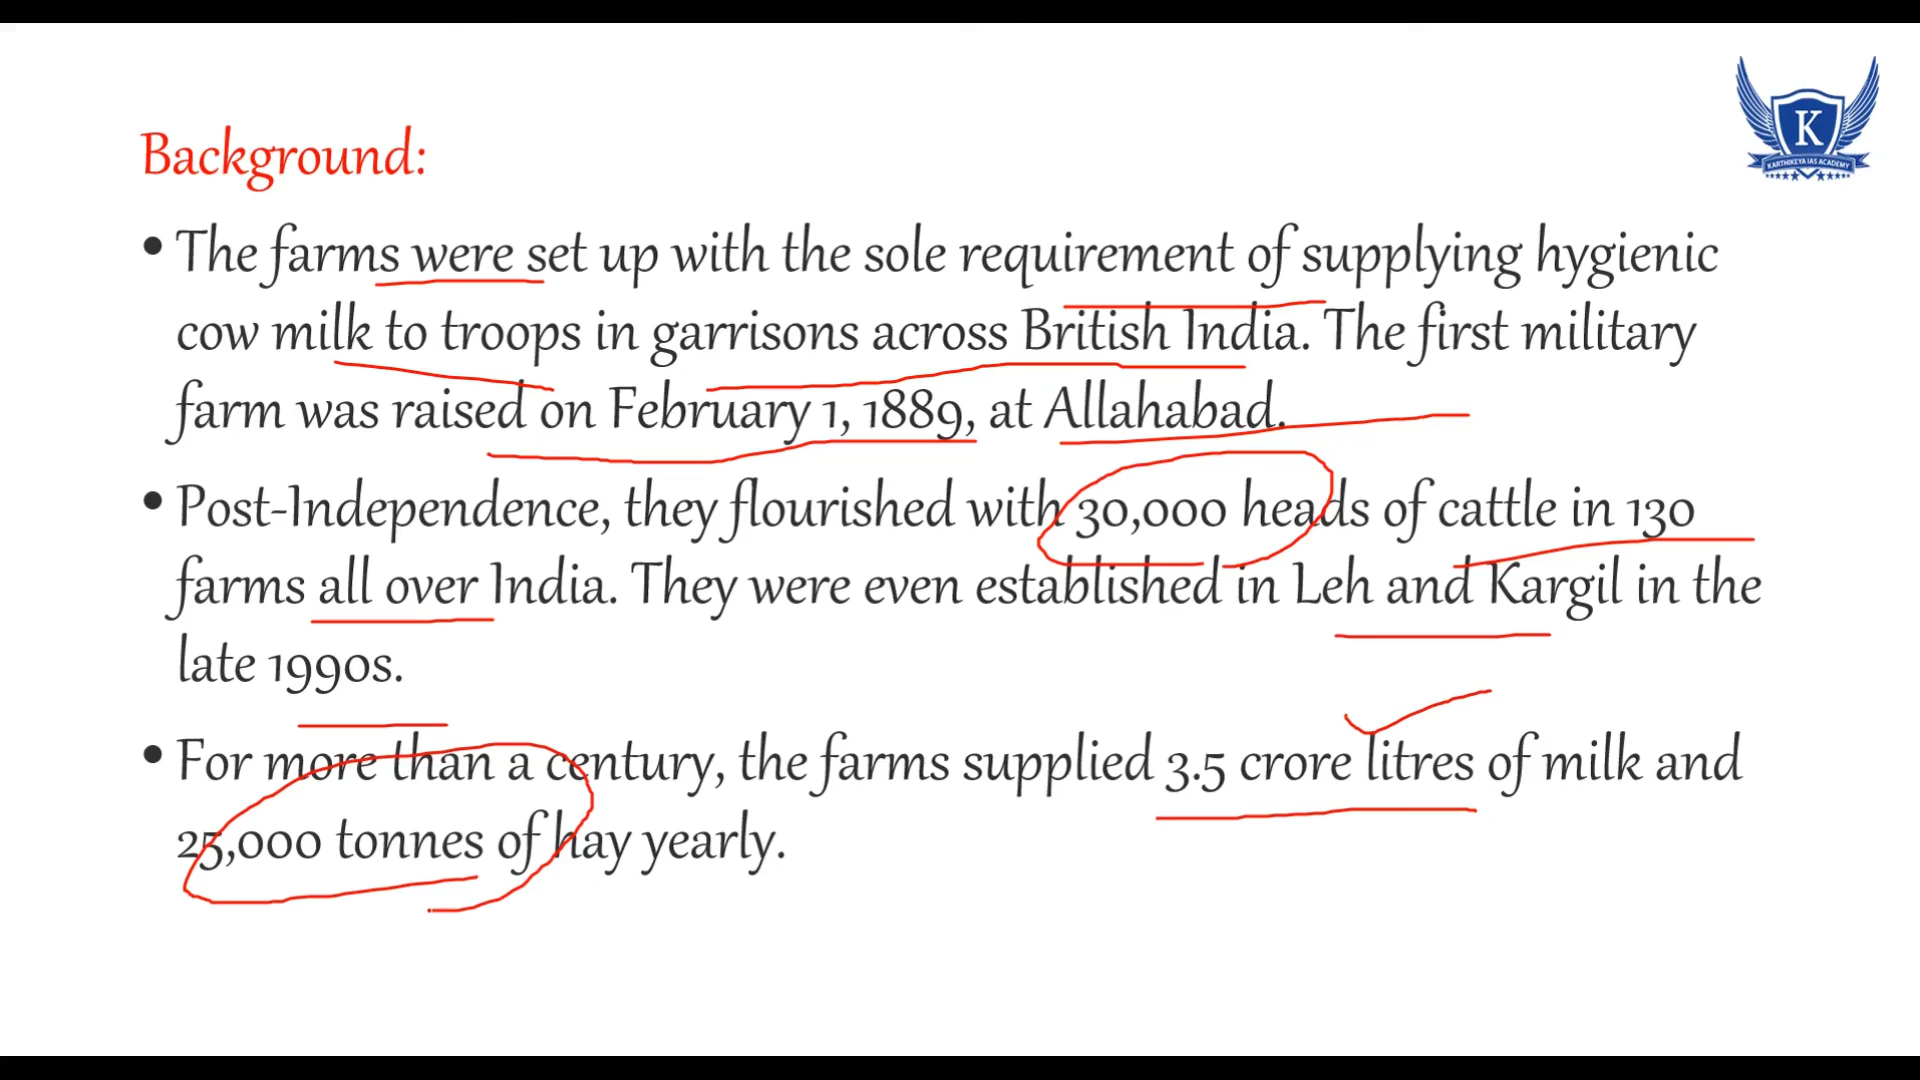 Background:
• The farms were set up with the sole requirement of supplying hygienic
cow milk to troops in garrisons across British India. The first military
farm was raised on February 1, 1889, at Allahabad.
• Post-Independence, they flourished with 30,000 heads of cattle in 130
farms all over India. They were even established in Leh and Kargil in the
late 1990s.
• For more than a century, the farms supplied 3.5 crore litres of milk and
25,000 tonnes of hay yearly.
K
KARTHIKEYA IAS ACADEMY